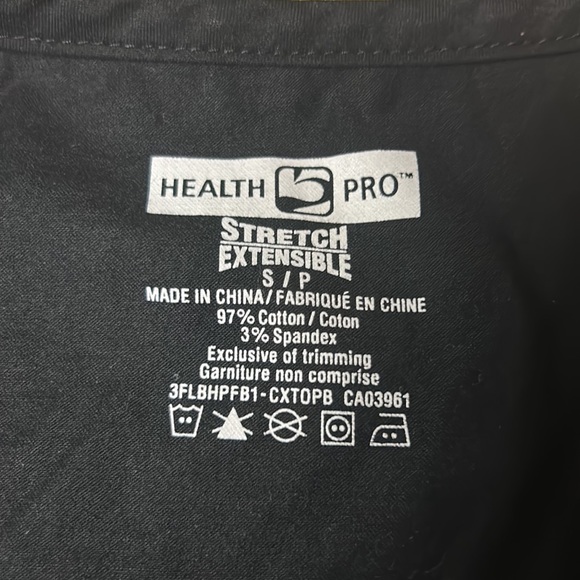 HEALTH 5 PRO™
STRETCH
EXTENSIBLE
S / P
MADE IN CHINA/FABRIQUÉ EN CHINE
97% Cotton / Coton
3% Spandex
Exclusive of trimming
Garniture non comprise
3FLBHPFB1-CXTOPB CA03961